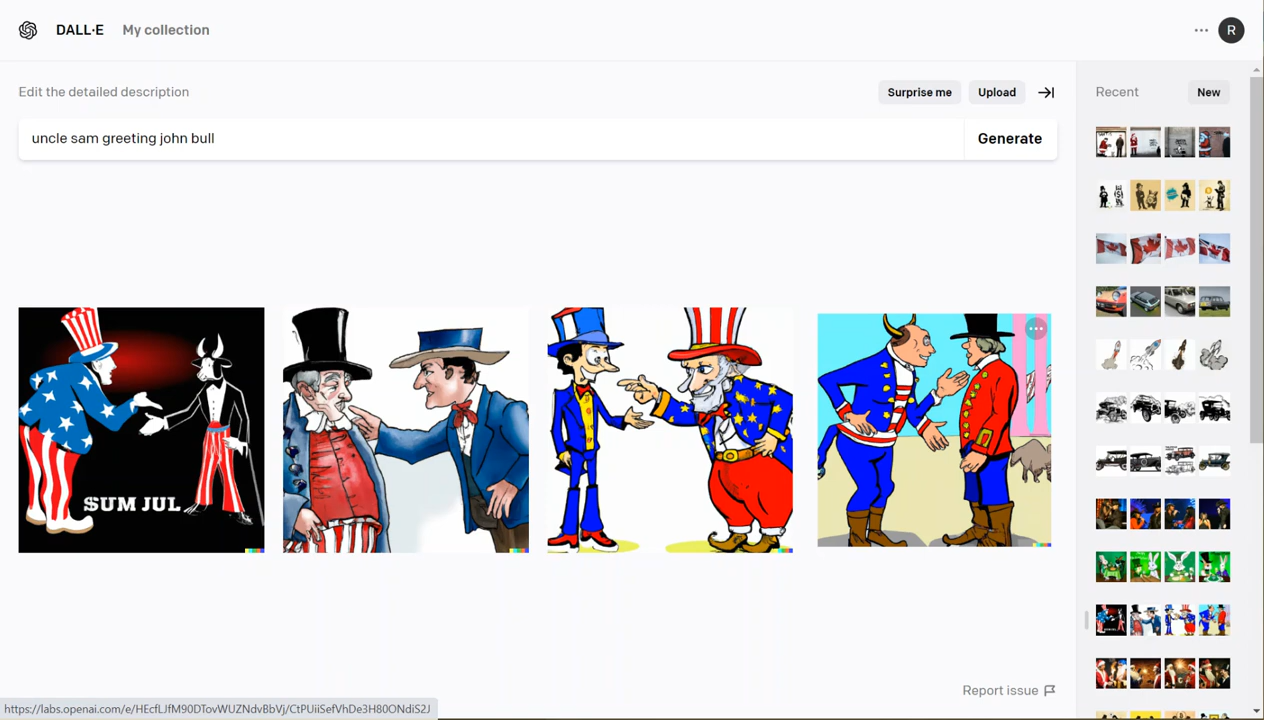 DALL·E My collection ··· R
Edit the detailed description
Surprise me Upload
Recent New
uncle sam greeting john bull
Generate
SUM JUL
Report issue
https://labs.openai.com/e/HEcfLJfM90DTovWUZNdvBbVj/CtPUiiSefVhDe3H80ONdiS2J